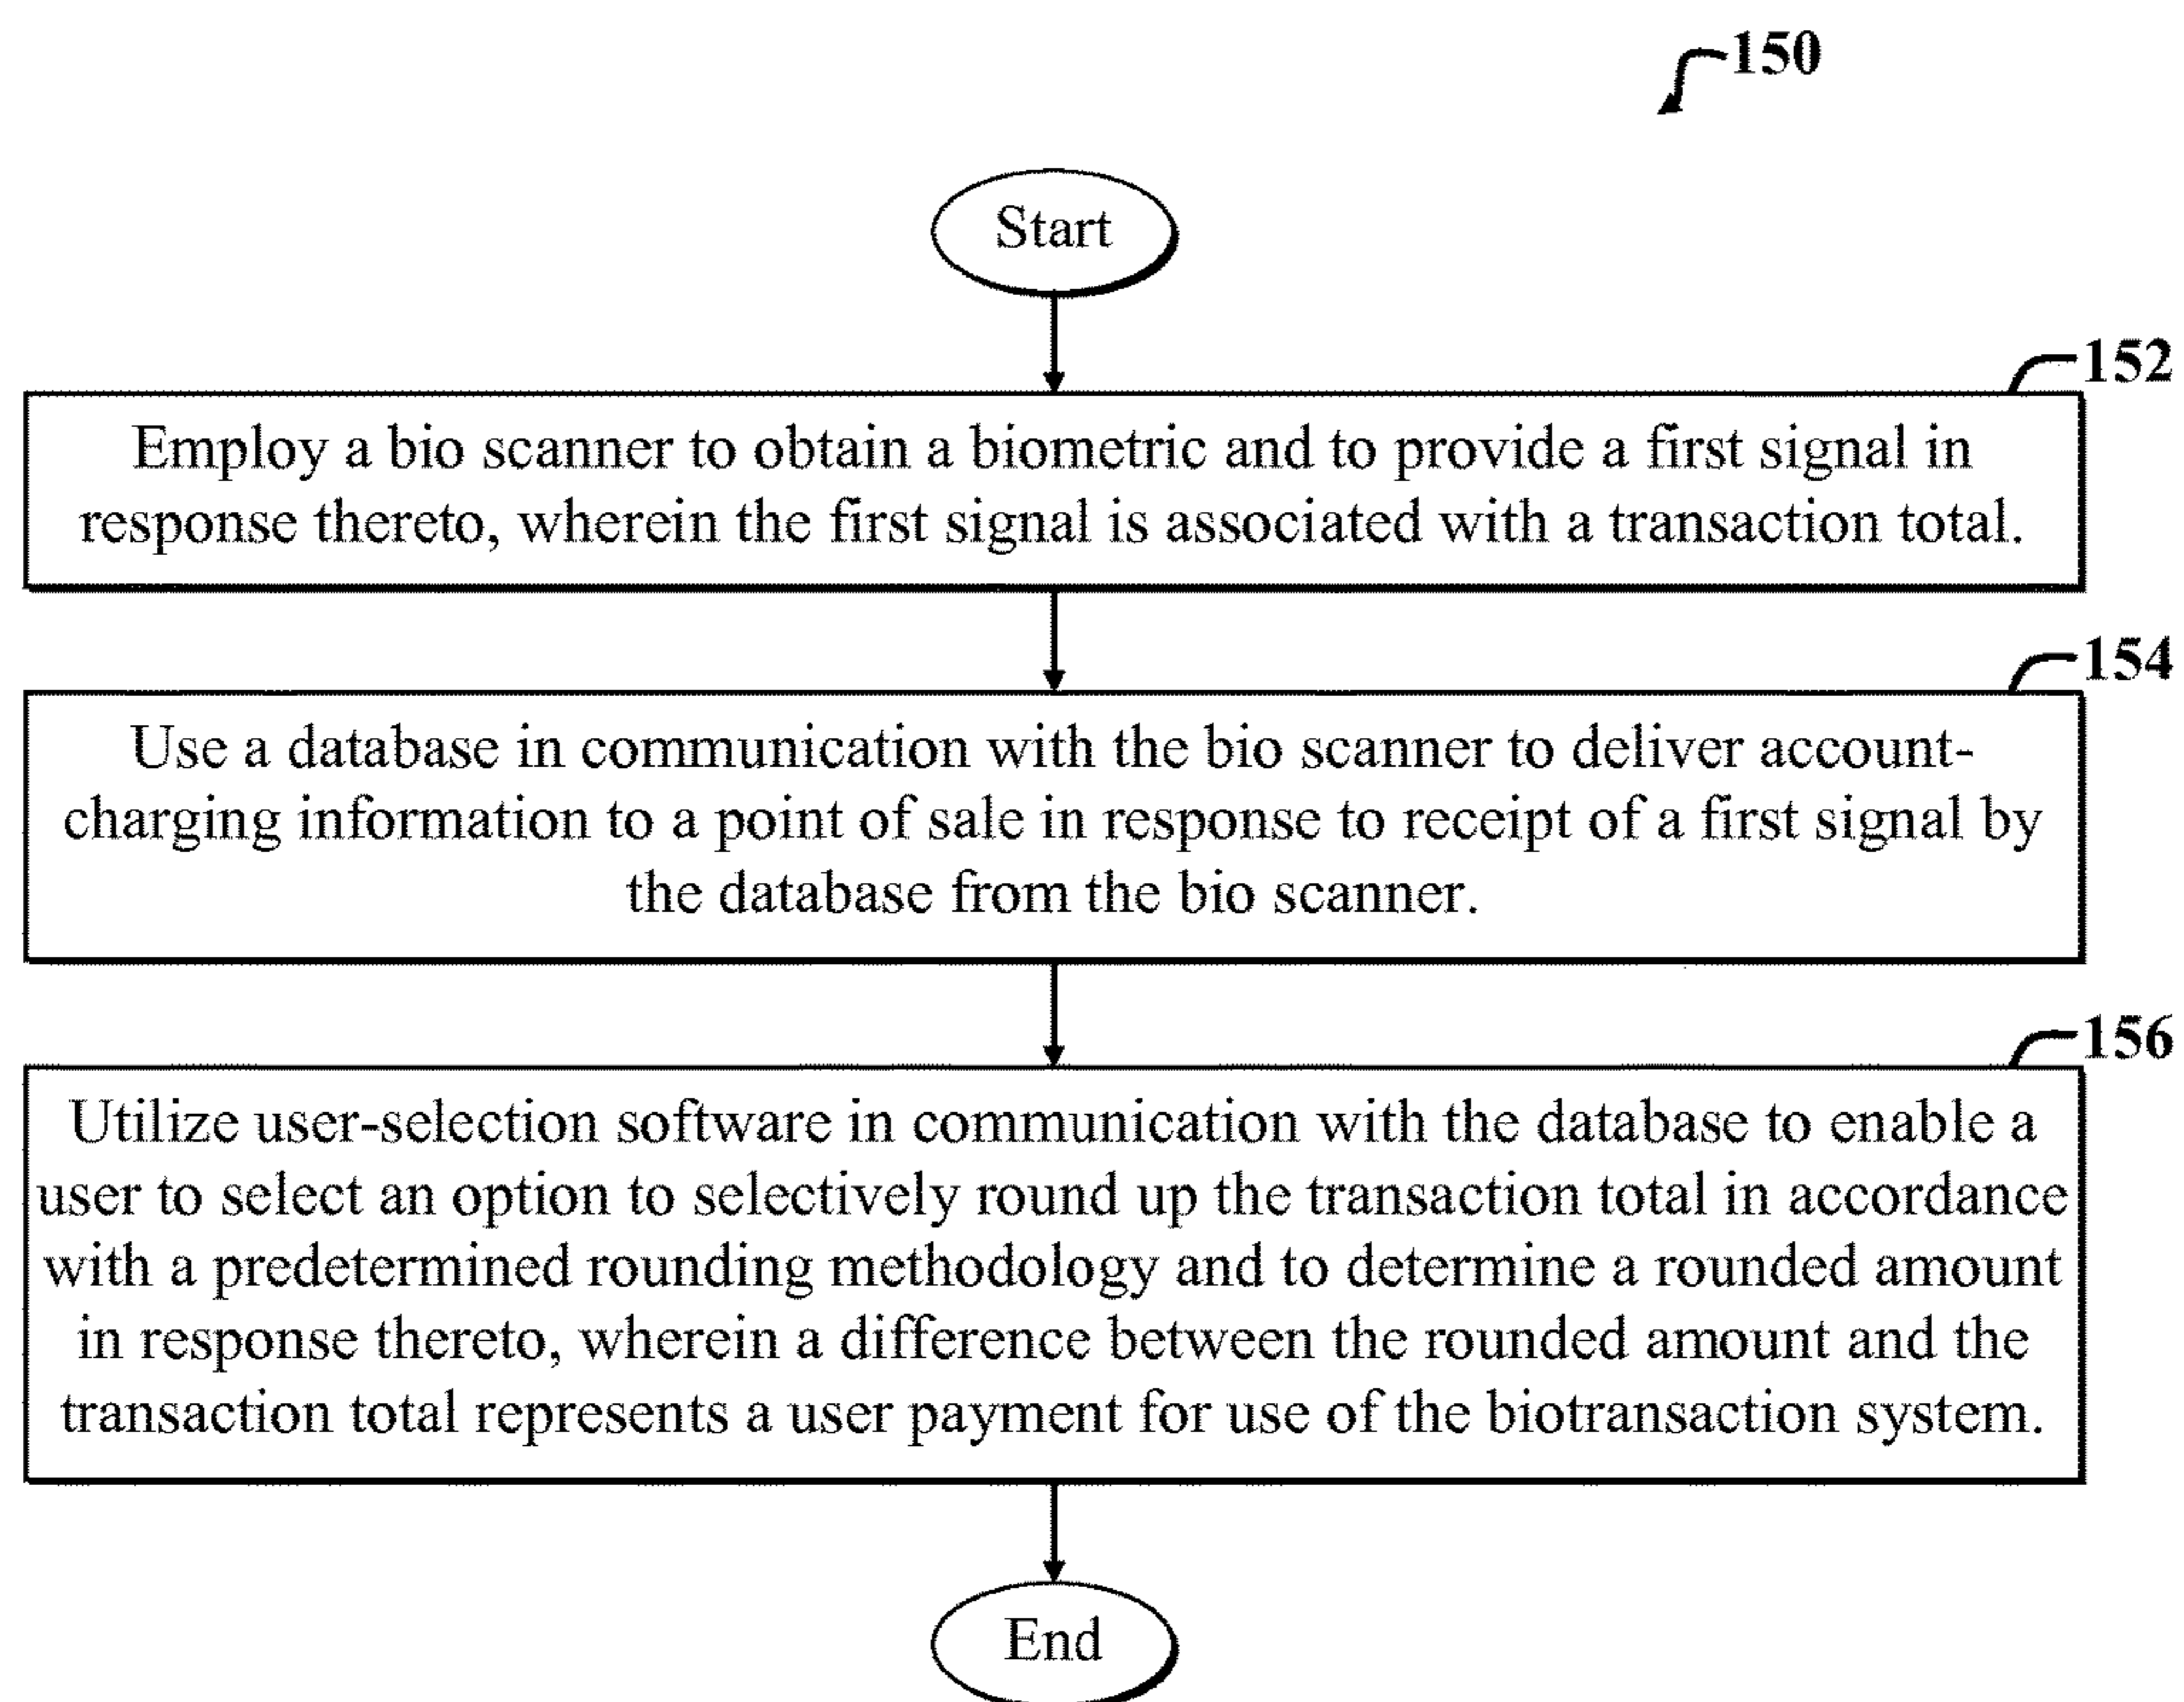 150
Start
152
Employ a bio scanner to obtain a biometric and to provide a first signal in
response thereto, wherein the first signal is associated with a transaction total.
154
Use a database in communication with the bio scanner to deliver account-
charging information to a point of sale in response to receipt of a first signal by
the database from the bio scanner.
156
Utilize user-selection software in communication with the database to enable a
user to select an option to selectively round up the transaction total in accordance
with a predetermined rounding methodology and to determine a rounded amount
in response thereto, wherein a difference between the rounded amount and the
transaction total represents a user payment for use of the biotransaction system.
End